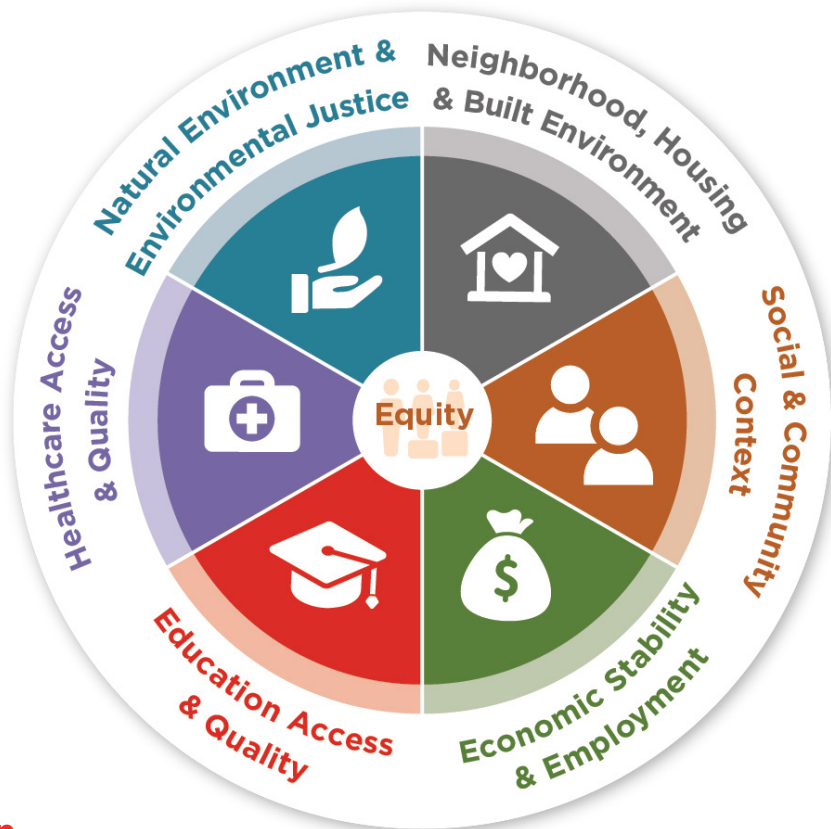 Natural Environment &
Environmental Justice
Neighborhood, Housing
& Built Environment
Social & Community
Context
Economic Stability
& Employment
Education Access
& Quality
Healthcare Access
& Quality
Equity
$